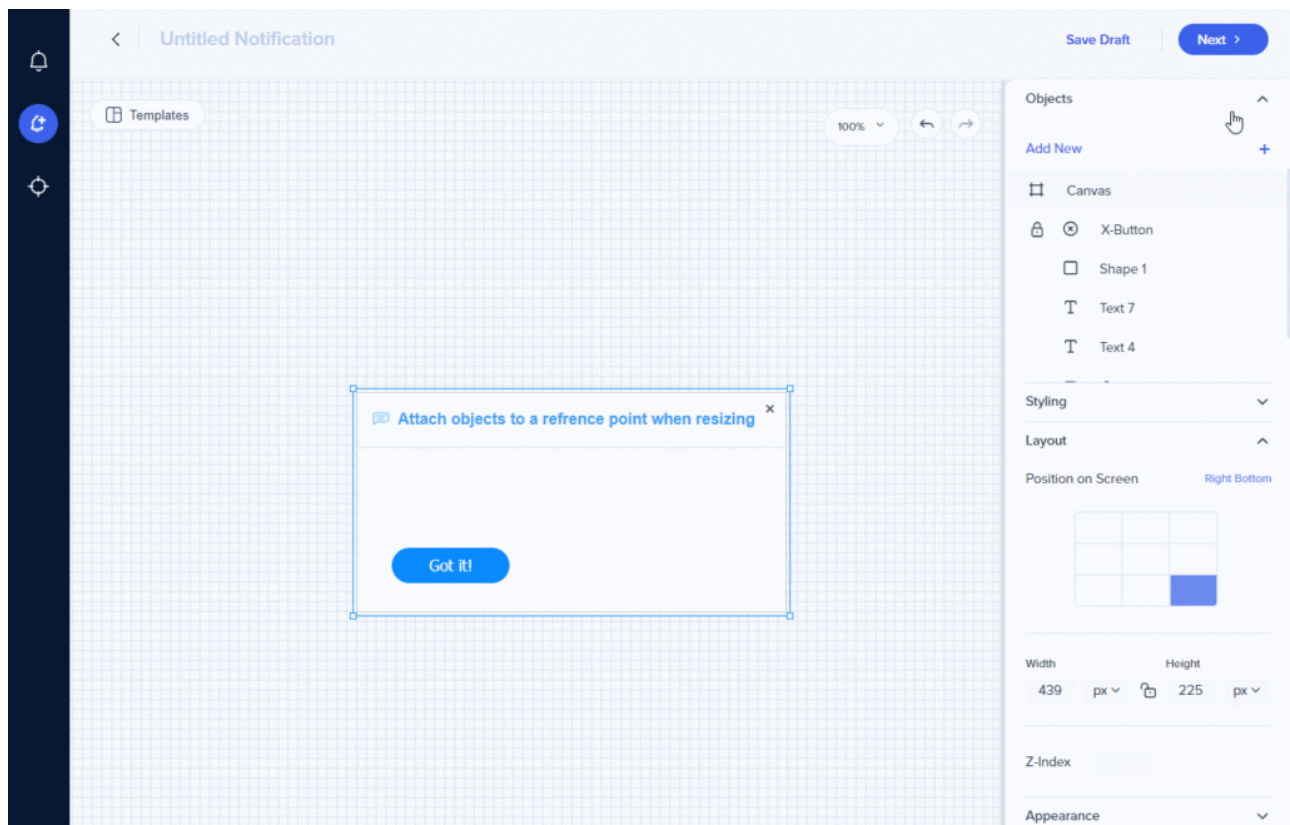 Untitled Notification
Save Draft
Next
Templates
100%
Objects
Add New
Canvas
X-Button
Shape 1
Text 7
Text 4
Attach objects to a refrence point when resizing
Got it!
Styling
Layout
Position on Screen Right Bottom
Width Height
439 px 225 px
Z-Index
Appearance